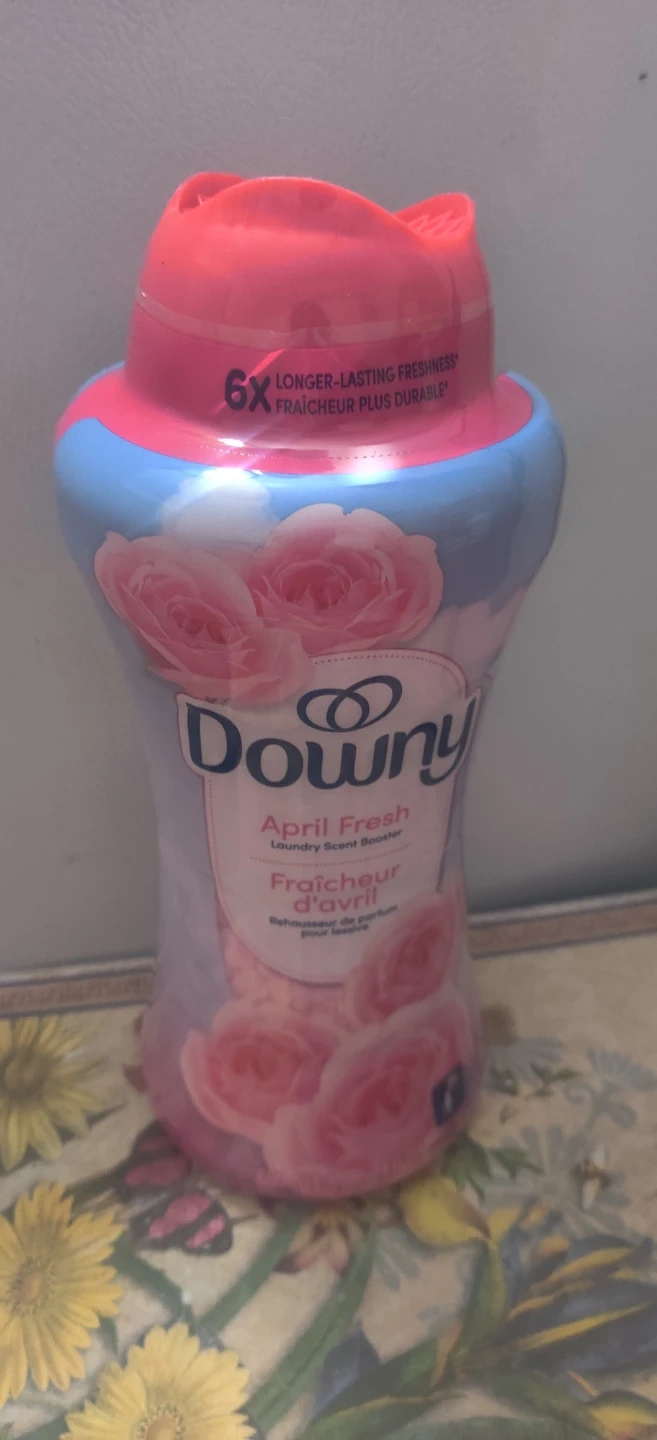 6X LONGER-LASTING FRESHNESS*
FRAÎCHEUR PLUS DURABLE*
Downy
April Fresh
Laundry Scent Booster
Fraîcheur
d'avril
Rehausseur de parfum
pour lessive